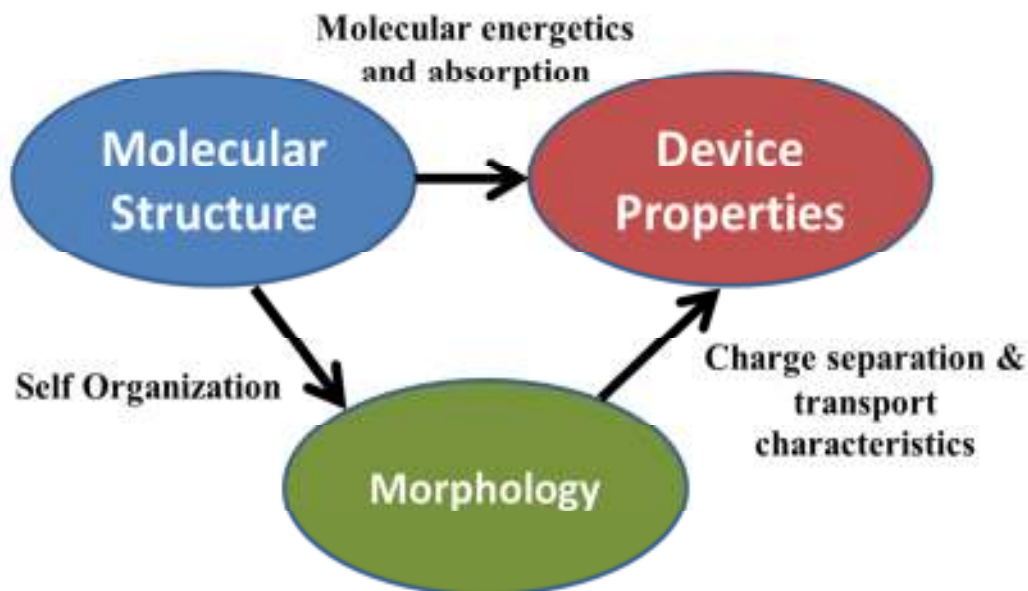 Molecular energetics
and absorption
Molecular
Structure
Device
Properties
Self Organization
Charge separation &
transport
characteristics
Morphology